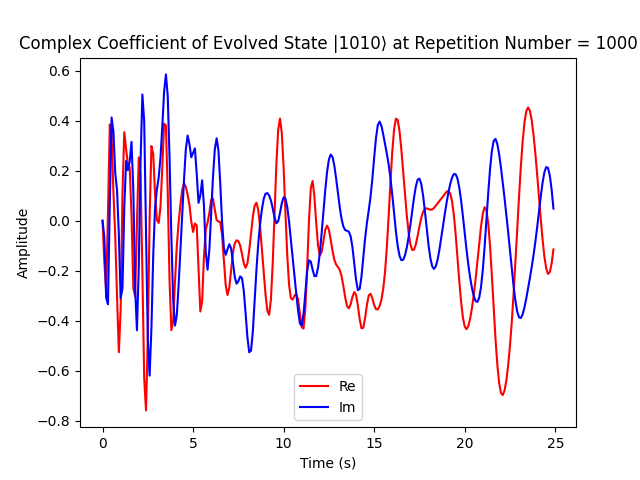 Complex Coefficient of Evolved State |1010⟩ at Repetition Number = 1000
0.6
0.4
0.2
0.0
−0.2
−0.4
−0.6
−0.8
Amplitude
Re
Im
0 5 10 15 20 25
Time (s)